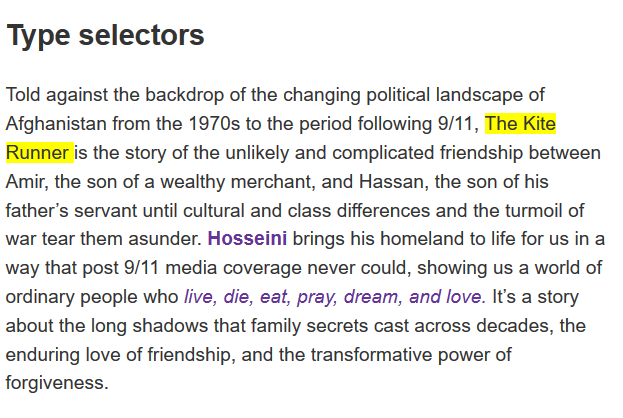 Type selectors
Told against the backdrop of the changing political landscape of
Afghanistan from the 1970s to the period following 9/11, The Kite
Runner is the story of the unlikely and complicated friendship between
Amir, the son of a wealthy merchant, and Hassan, the son of his
father’s servant until cultural and class differences and the turmoil of
war tear them asunder. Hosseini brings his homeland to life for us in a
way that post 9/11 media coverage never could, showing us a world of
ordinary people who live, die, eat, pray, dream, and love. It’s a story
about the long shadows that family secrets cast across decades, the
enduring love of friendship, and the transformative power of
forgiveness.